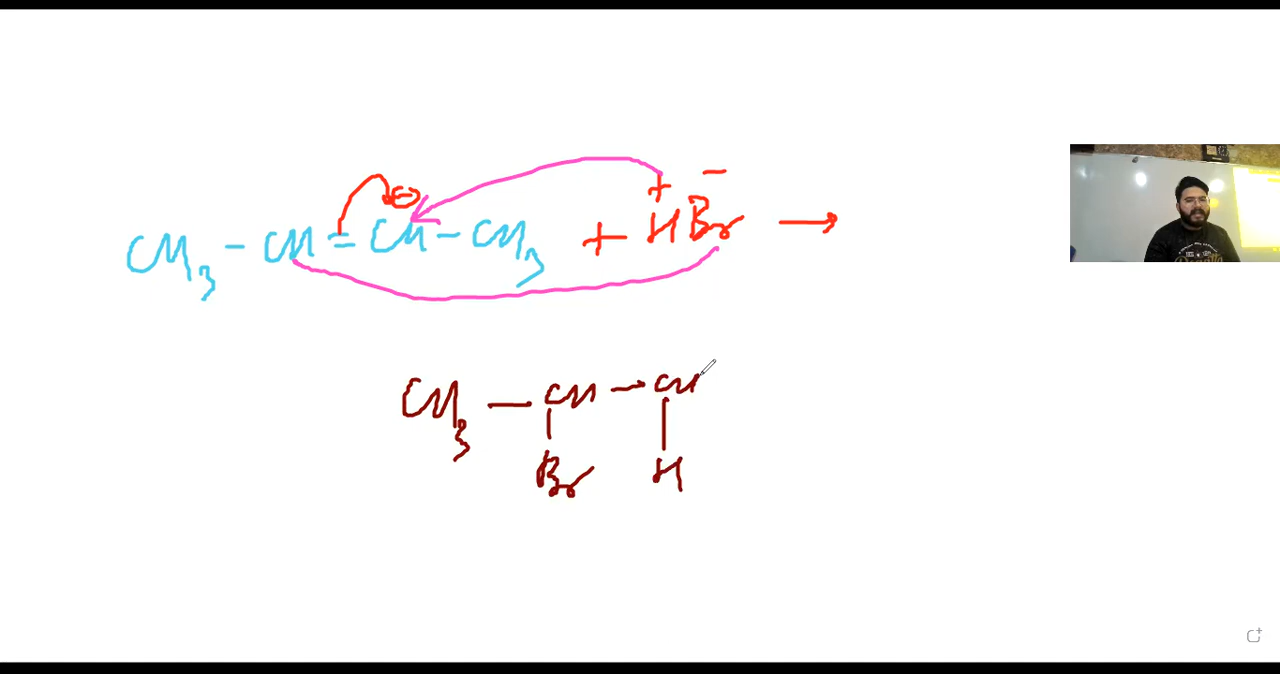 CH3 - CH = CH - CH3 + H+ Br- →
⊖
CH3 — CH — CH
Br H